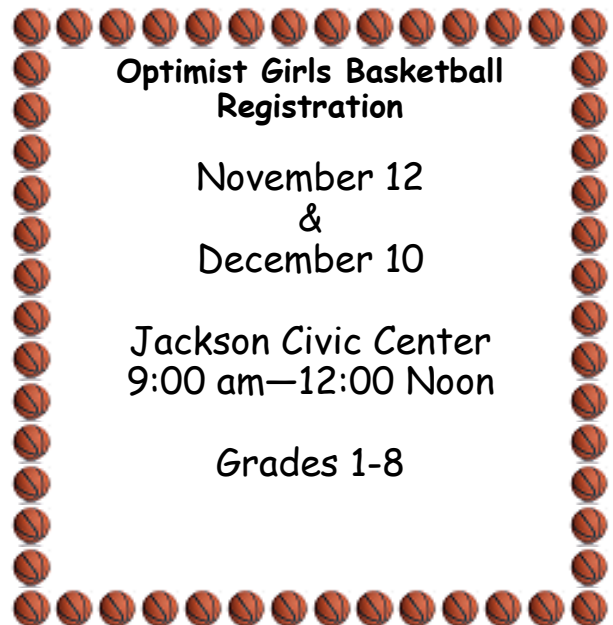 Optimist Girls Basketball
Registration
November 12
&
December 10
Jackson Civic Center
9:00 am—12:00 Noon
Grades 1-8